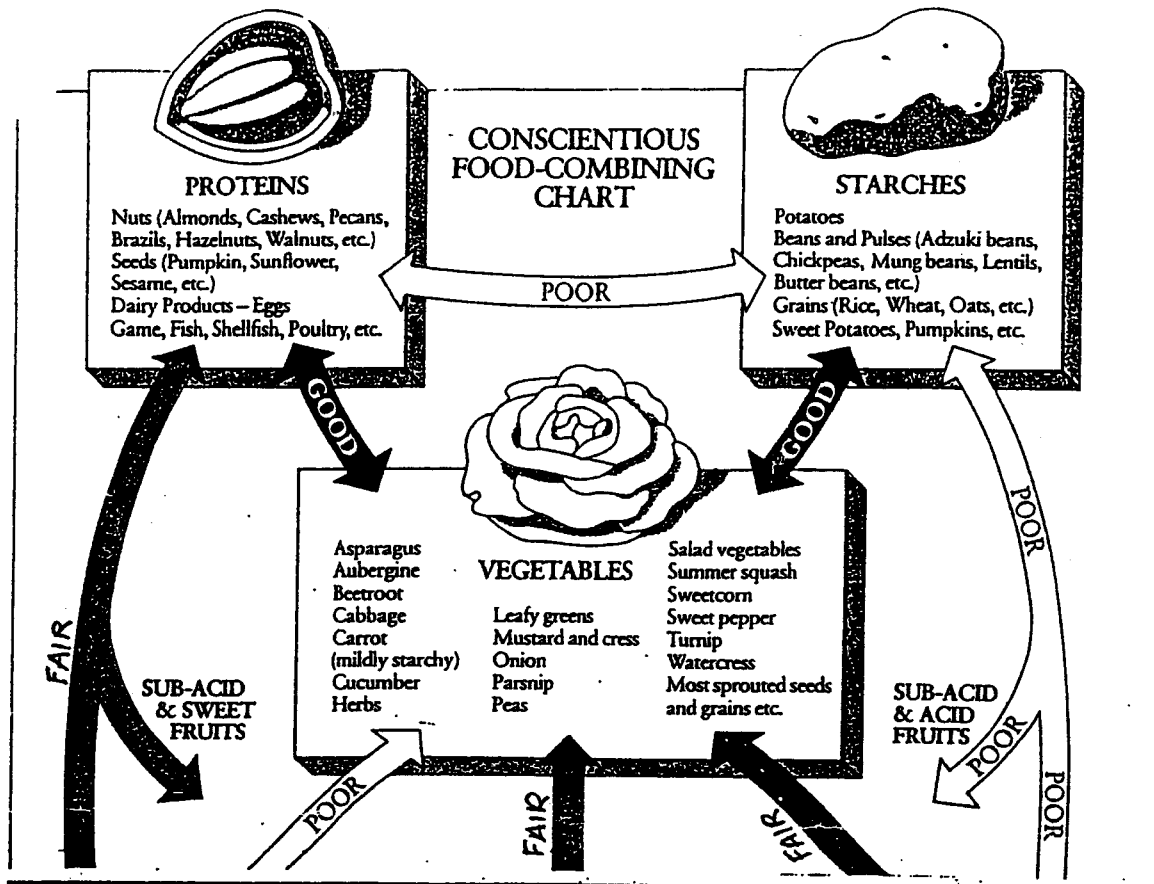 CONSCIENTIOUS
FOOD-COMBINING
CHART
PROTEINS
Nuts (Almonds, Cashews, Pecans,
Brazils, Hazelnuts, Walnuts, etc.)
Seeds (Pumpkin, Sunflower,
Sesame, etc.)
Dairy Products – Eggs
Game, Fish, Shellfish, Poultry, etc.
STARCHES
Potatoes
Beans and Pulses (Adzuki beans,
Chickpeas, Mung beans, Lentils,
Butter beans, etc.)
Grains (Rice, Wheat, Oats, etc.)
Sweet Potatoes, Pumpkins, etc.
POOR
GOOD
GOOD
VEGETABLES
Asparagus
Aubergine
Beetroot
Cabbage
Carrot
(mildly starchy)
Cucumber
Herbs
Leafy greens
Mustard and cress
Onion
Parsnip
Peas
Salad vegetables
Summer squash
Sweetcorn
Sweet pepper
Turnip
Watercress
Most sprouted seeds
and grains etc.
FAIR
SUB-ACID
& SWEET
FRUITS
POOR
SUB-ACID
& ACID
FRUITS
POOR
POOR
POOR
FAIR
FAIR